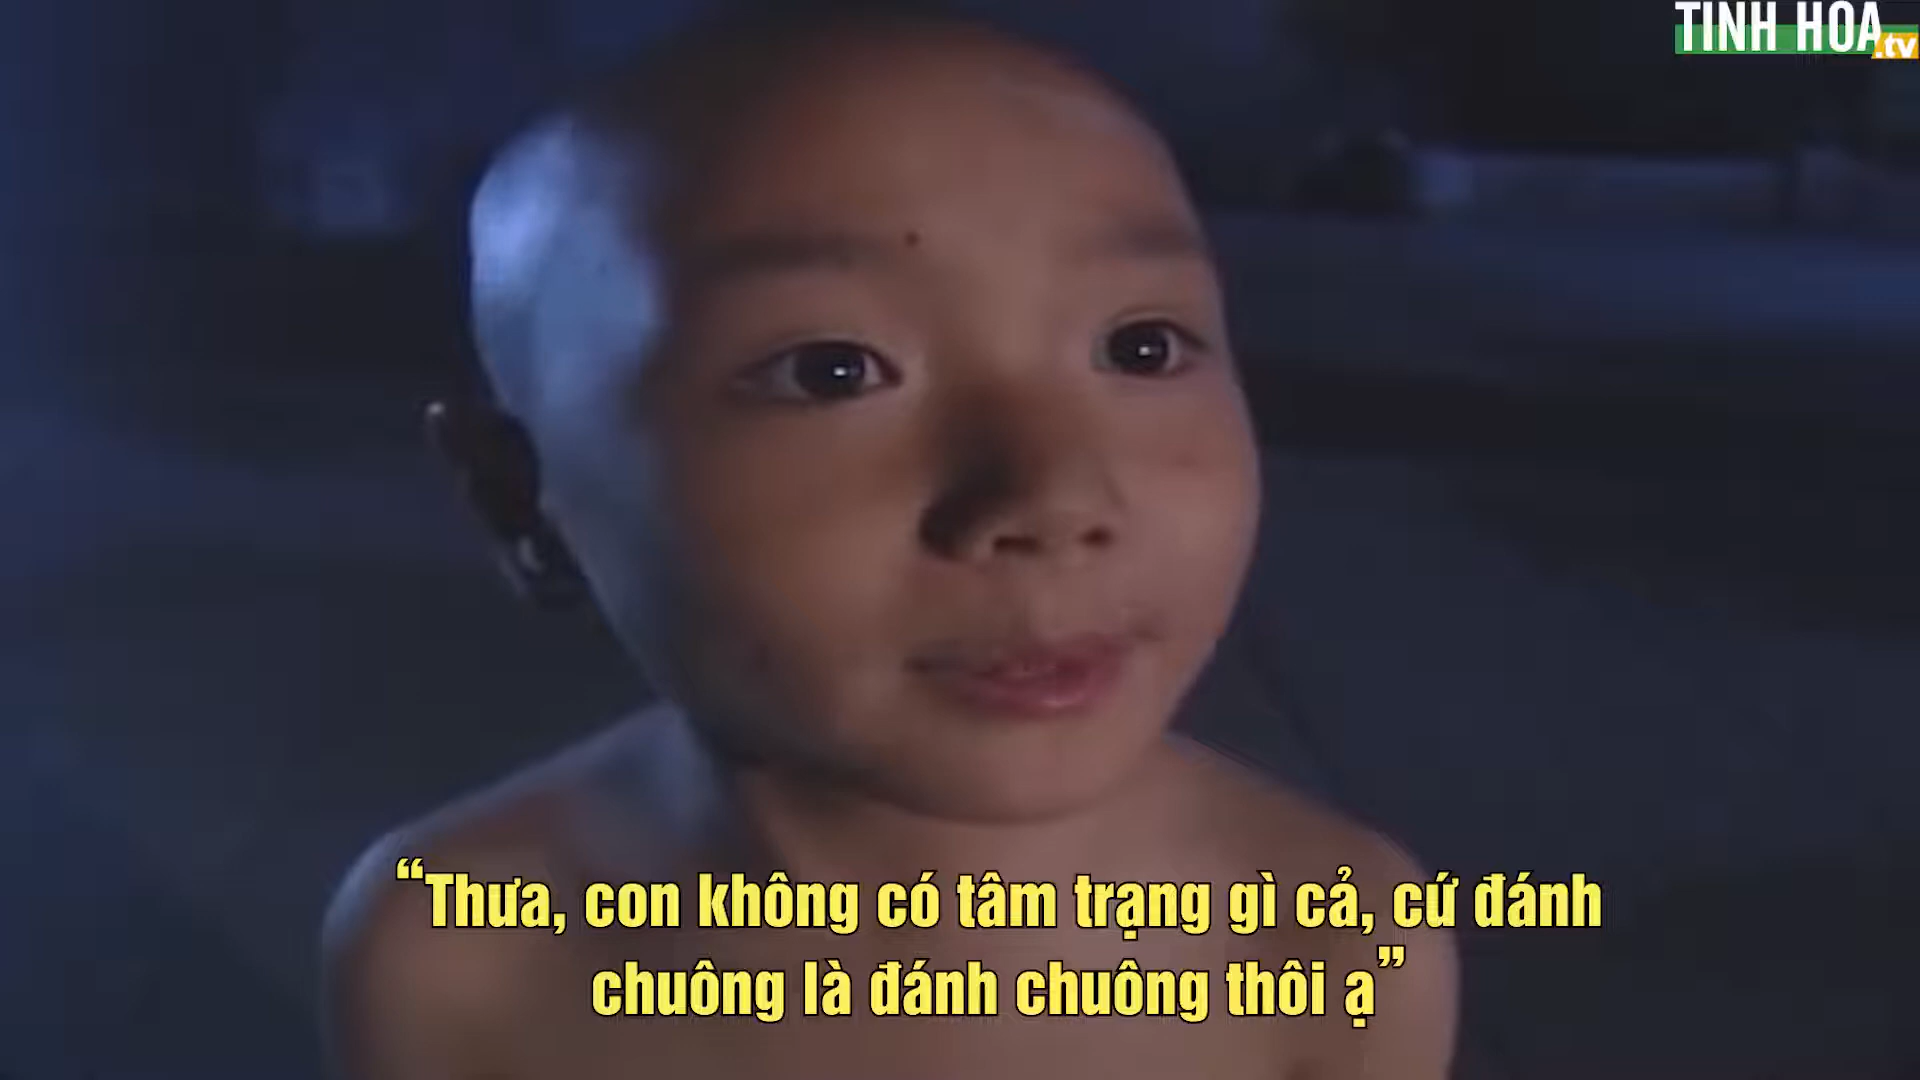 TINH HOA
.tv
“Thưa, con không có tâm trạng gì cả, cứ đánh
chuông là đánh chuông thôi ạ”